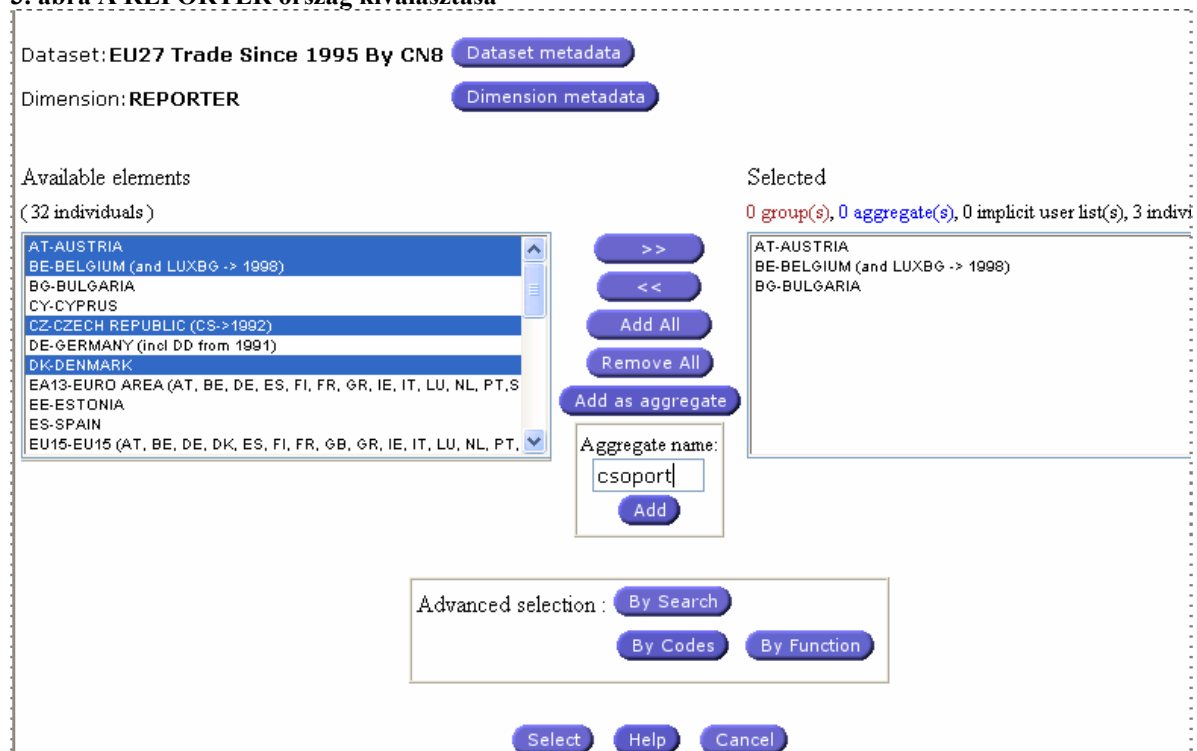 3. ábra A REPORTER ország kiválasztása
Dataset: EU27 Trade Since 1995 By CN8 Dataset metadata
Dimension: REPORTER Dimension metadata
Available elements
( 32 individuals )
AT-AUSTRIA
BE-BELGIUM (and LUXBG -> 1998)
BG-BULGARIA
CY-CYPRUS
CZ-CZECH REPUBLIC (CS->1992)
DE-GERMANY (incl DD from 1991)
DK-DENMARK
EA13-EURO AREA (AT, BE, DE, ES, FI, FR, GR, IE, IT, LU, NL, PT,S
EE-ESTONIA
ES-SPAIN
EU15-EU15 (AT, BE, DE, DK, ES, FI, FR, GB, GR, IE, IT, LU, NL, PT,
>>
<<
Add All
Remove All
Add as aggregate
Aggregate name:
csoport
Add
Selected
0 group(s), 0 aggregate(s), 0 implicit user list(s), 3 indivi
AT-AUSTRIA
BE-BELGIUM (and LUXBG -> 1998)
BG-BULGARIA
Advanced selection : By Search
By Codes By Function
Select Help Cancel